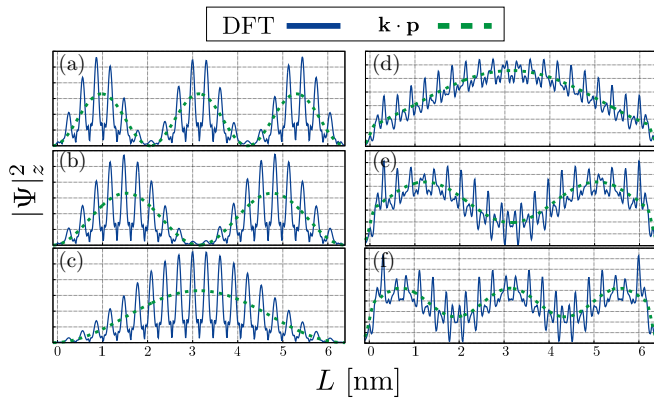 DFT k · p
(a) (d)
(b) (e)
(c) (f)
|Ψ|²_z
0 1 2 3 4 5 6 0 1 2 3 4 5 6
L [nm]